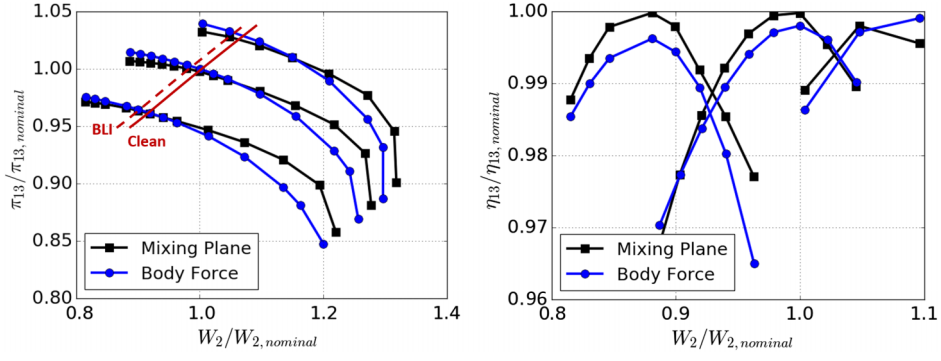 π13/π13,nominal
1.05
1.00
0.95
0.90
0.85
0.80
BLI
Clean
Mixing Plane
Body Force
0.8 1.0 1.2 1.4
W2/W2,nominal
η13/η13,nominal
1.00
0.99
0.98
0.97
0.96
Mixing Plane
Body Force
0.9 1.0 1.1
W2/W2,nominal